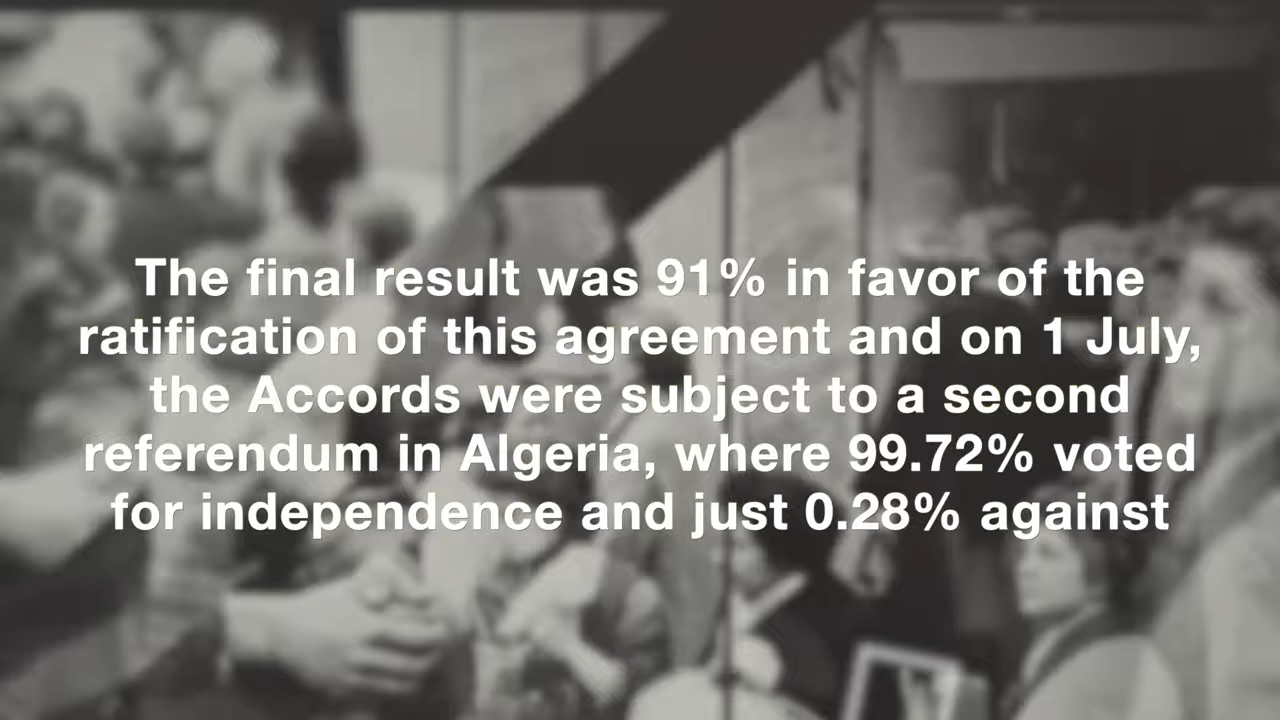 The final result was 91% in favor of the
ratification of this agreement and on 1 July,
the Accords were subject to a second
referendum in Algeria, where 99.72% voted
for independence and just 0.28% against